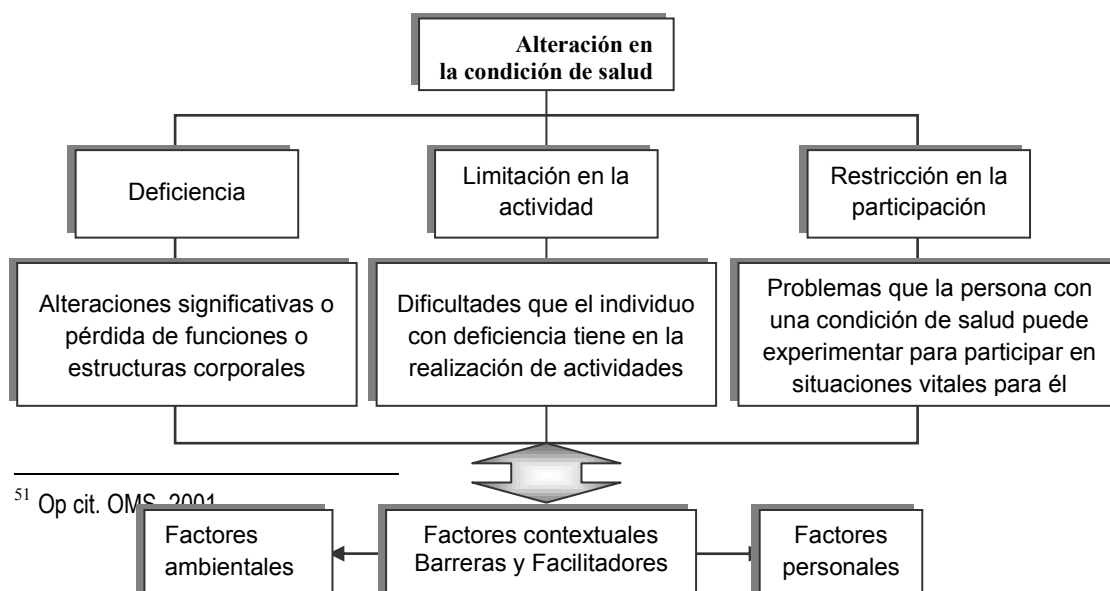 Alteración en
la condición de salud
Deficiencia
Limitación en la
actividad
Restricción en la
participación
Alteraciones significativas o
pérdida de funciones o
estructuras corporales
Dificultades que el individuo
con deficiencia tiene en la
realización de actividades
Problemas que la persona con
una condición de salud puede
experimentar para participar en
situaciones vitales para él
51 Op cit. OMS, 2001
Factores
ambientales
Factores contextuales
Barreras y Facilitadores
Factores
personales